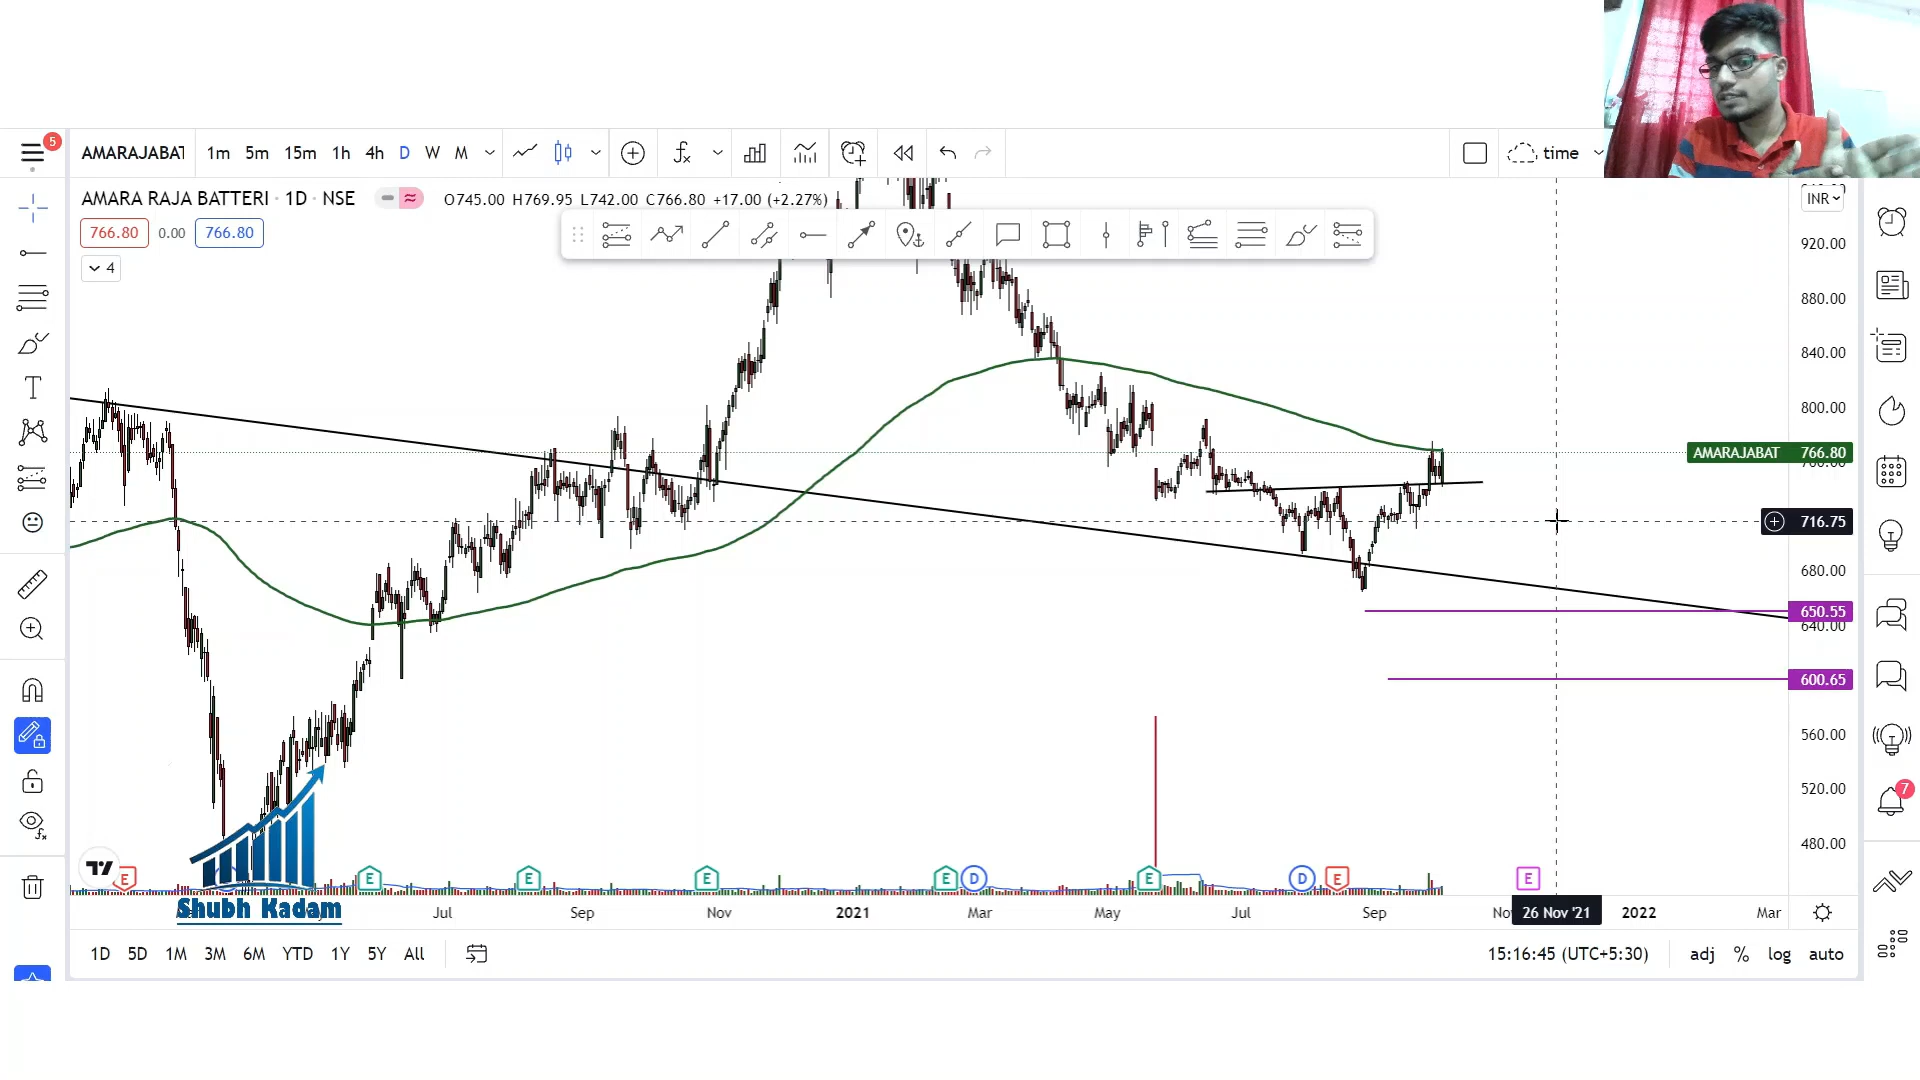 5
AMARAJABAT 1m 5m 15m 1h 4h D W M time
AMARA RAJA BATTERI · 1D · NSE O745.00 H769.95 L742.00 C766.80 +17.00 (+2.27%)
INR
766.80 0.00 766.80
4
920.00
880.00
840.00
800.00
AMARAJABAT 766.80
760.00
716.75
680.00
650.55
640.00
600.65
560.00
520.00
7
480.00
E E E E E D E D E E
Shubh Kadam
Jul Sep Nov 2021 Mar May Jul Sep 26 Nov '21 2022 Mar
1D 5D 1M 3M 6M YTD 1Y 5Y All 15:16:45 (UTC+5:30) adj % log auto